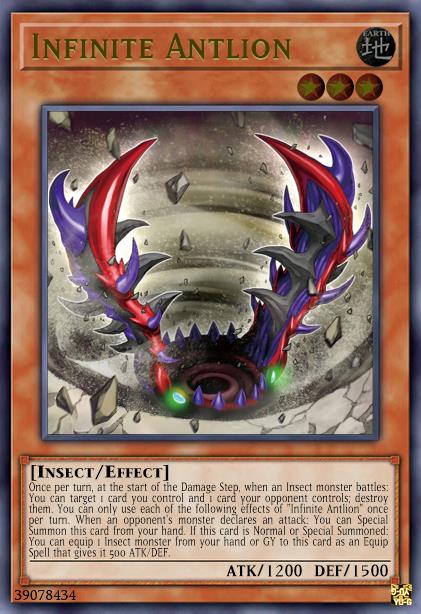 INFINITE ANTLION
EARTH
地
[INSECT/EFFECT]
Once per turn, at the start of the Damage Step, when an Insect monster battles:
You can target 1 card you control and 1 card your opponent controls; destroy
them. You can only use each of the following effects of "Infinite Antlion" once
per turn. When an opponent's monster declares an attack: You can Special
Summon this card from your hand. If this card is Normal or Special Summoned:
You can equip 1 Insect monster from your hand or GY to this card as an Equip
Spell that gives it 500 ATK/DEF.
ATK/1200 DEF/1500
39078434